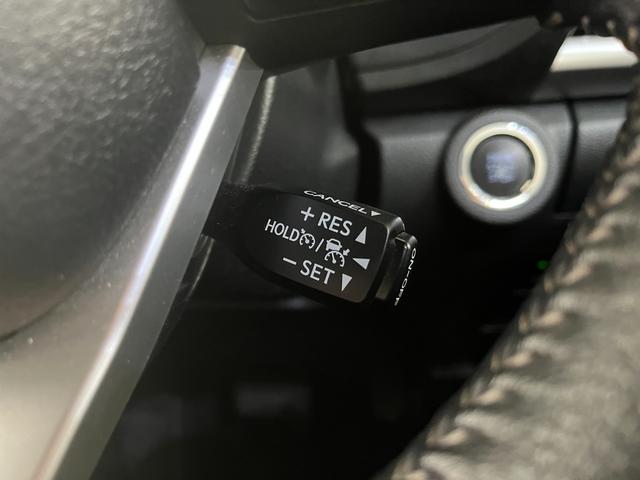 CANCEL▼
+ RES ▲
HOLD / ◀
− SET ▼
ON-OFF